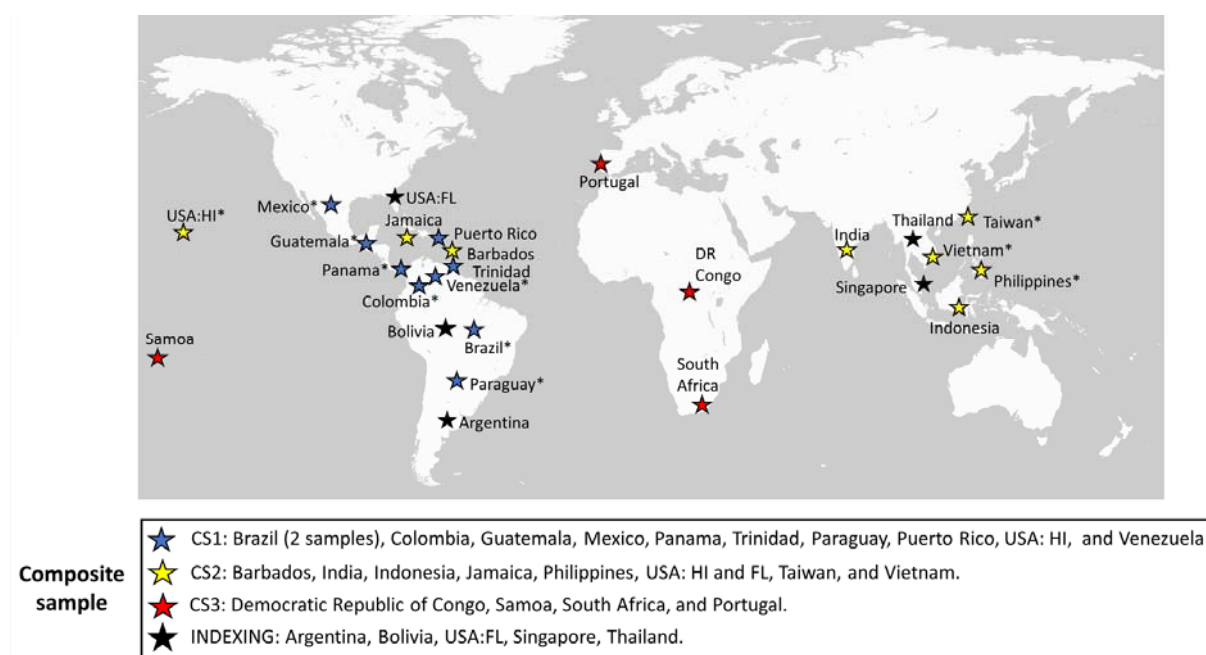 USA:FL
Mexico*
USA:HI*
Jamaica
Guatemala*
Puerto Rico
Barbados
Panama*
Trinidad
Venezuela*
Colombia*
Bolivia
Brazil*
Samoa
Paraguay*
Argentina
Portugal
DR
Congo
South
Africa
India
Thailand
Taiwan*
Vietnam*
Singapore
Philippines*
Indonesia
Composite
sample
CS1: Brazil (2 samples), Colombia, Guatemala, Mexico, Panama, Trinidad, Paraguay, Puerto Rico, USA: HI, and Venezuela
CS2: Barbados, India, Indonesia, Jamaica, Philippines, USA: HI and FL, Taiwan, and Vietnam.
CS3: Democratic Republic of Congo, Samoa, South Africa, and Portugal.
INDEXING: Argentina, Bolivia, USA:FL, Singapore, Thailand.